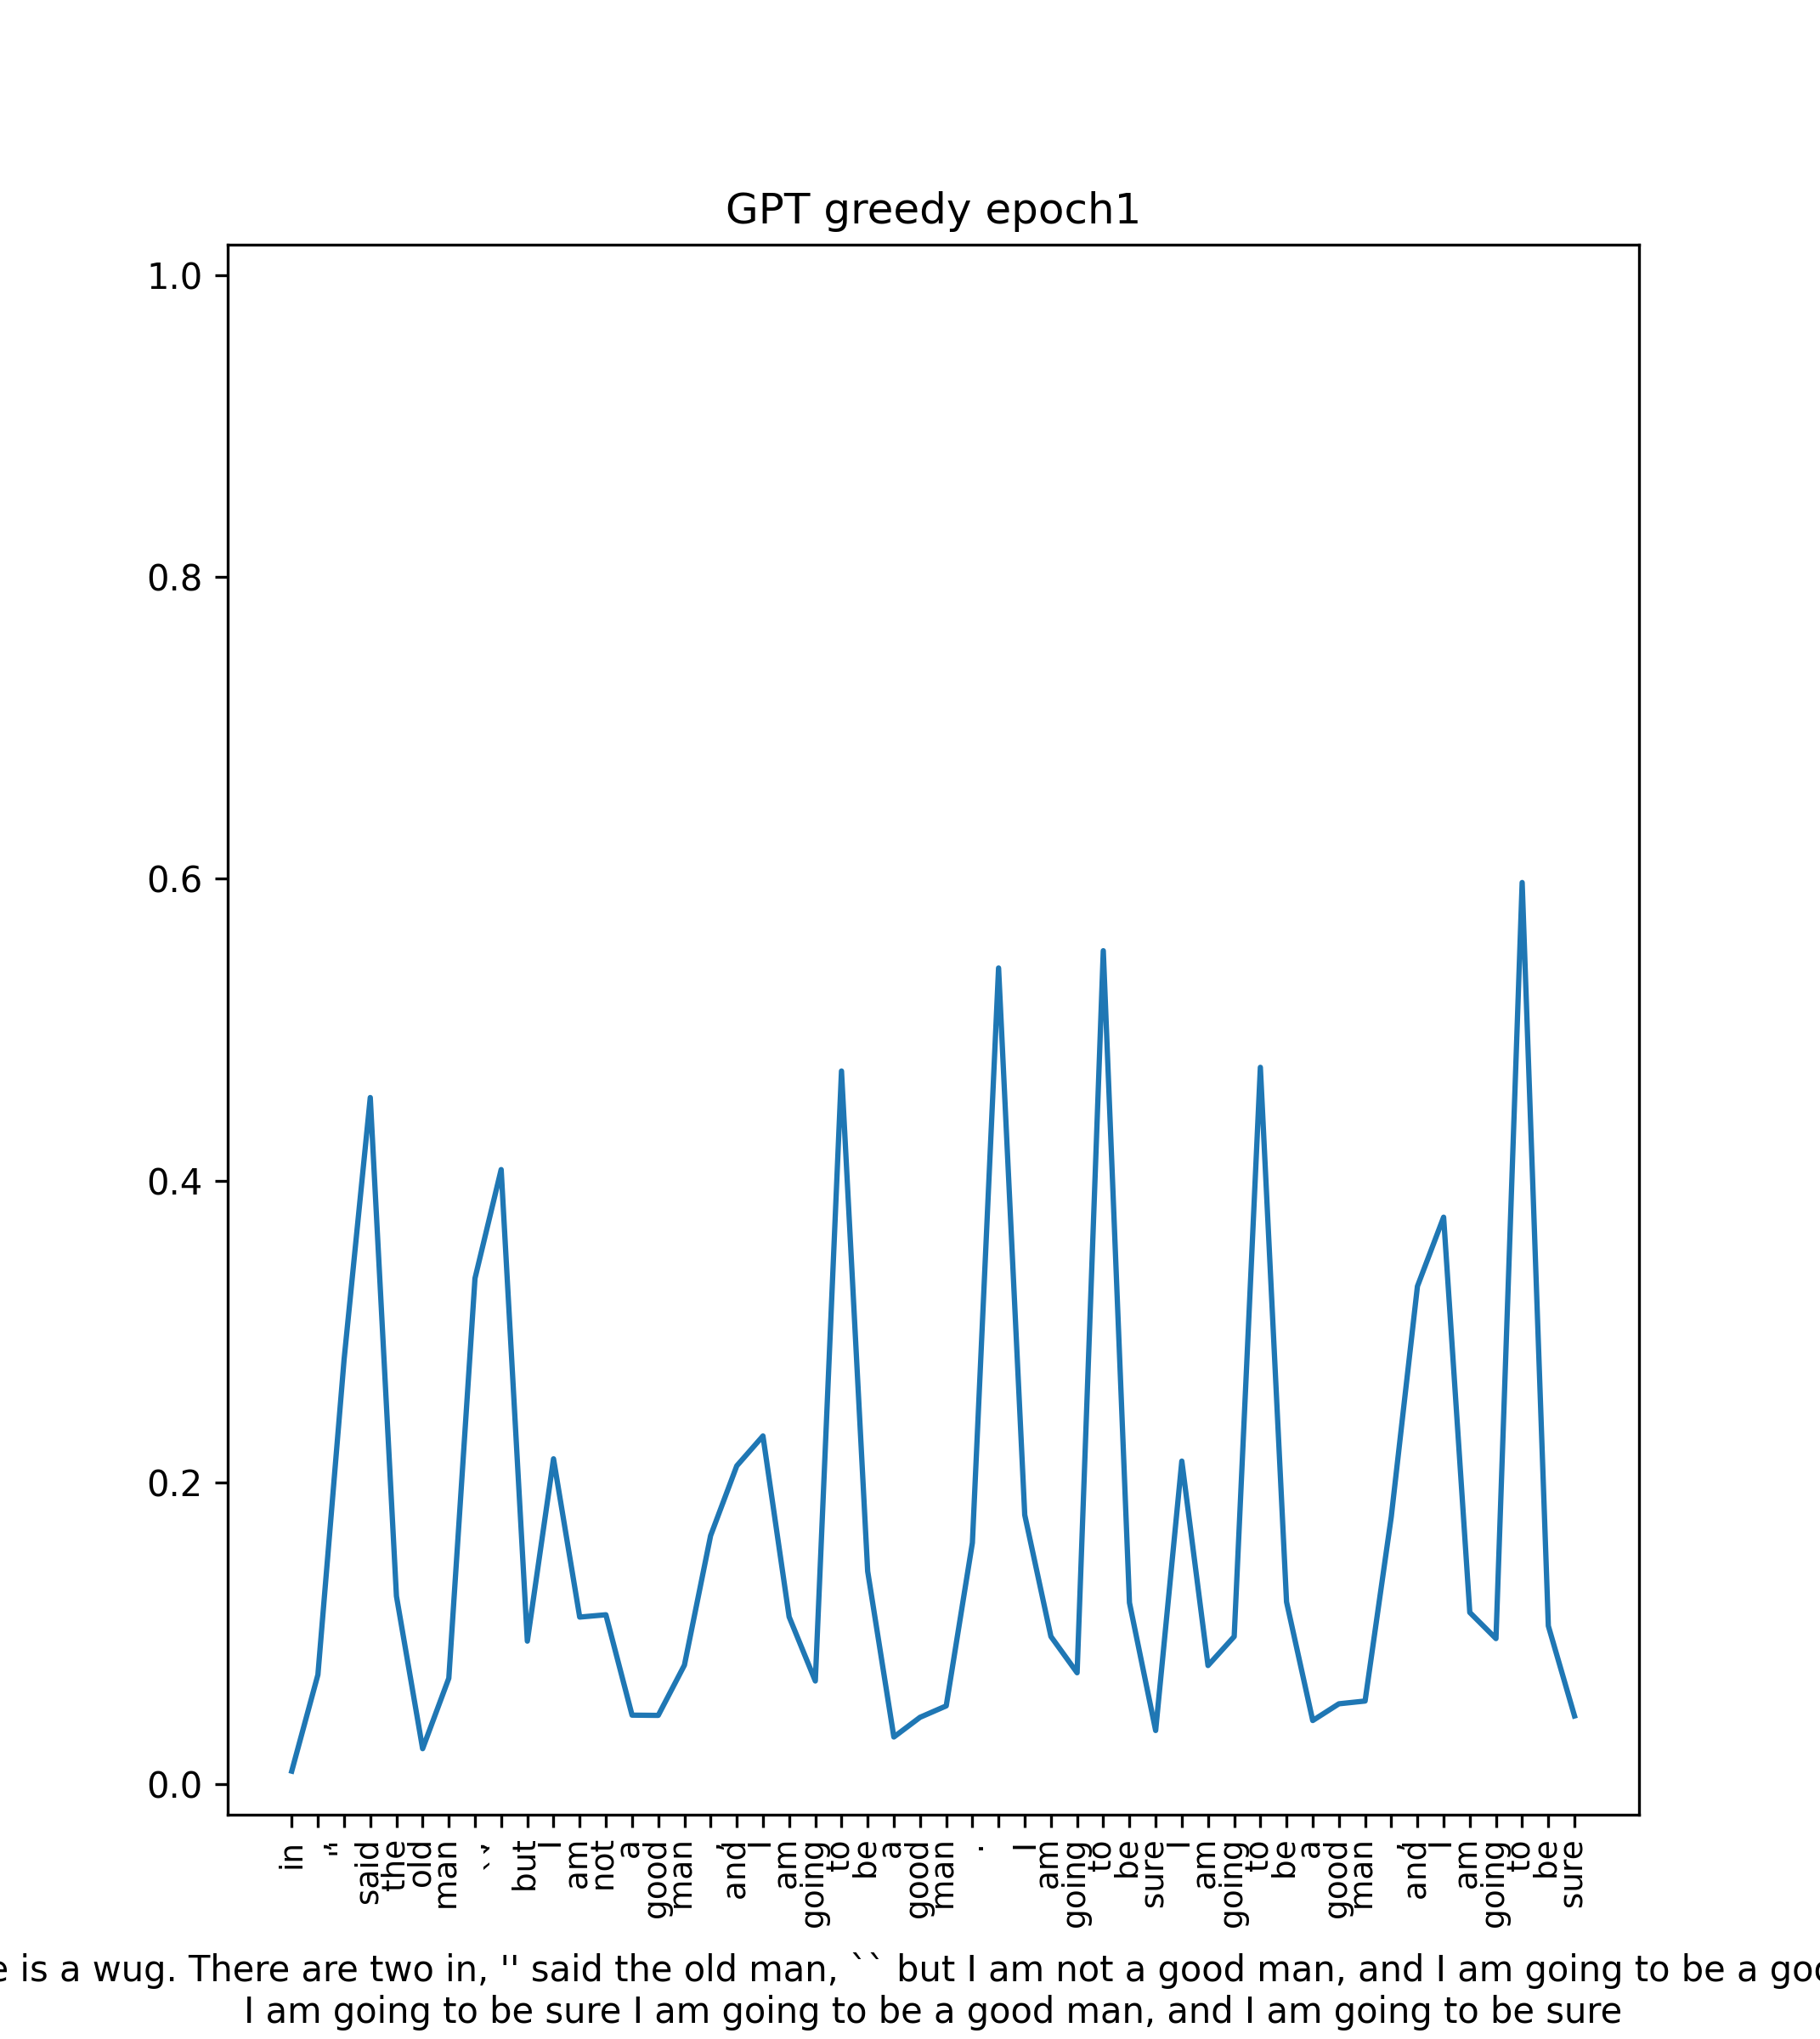 GPT greedy epoch1
1.0
0.8
0.6
0.4
0.2
0.0
in
,
''
said
the
old
man
,
``
but
I
am
not
a
good
man
,
and
I
am
going
to
be
a
good
man
.
I
am
going
to
be
sure
I
am
going
to
be
a
good
man
,
and
I
am
going
to
be
sure
is a wug. There are two in, '' said the old man, `` but I am not a good man, and I am going to be a
I am going to be sure I am going to be a good man, and I am going to be sure